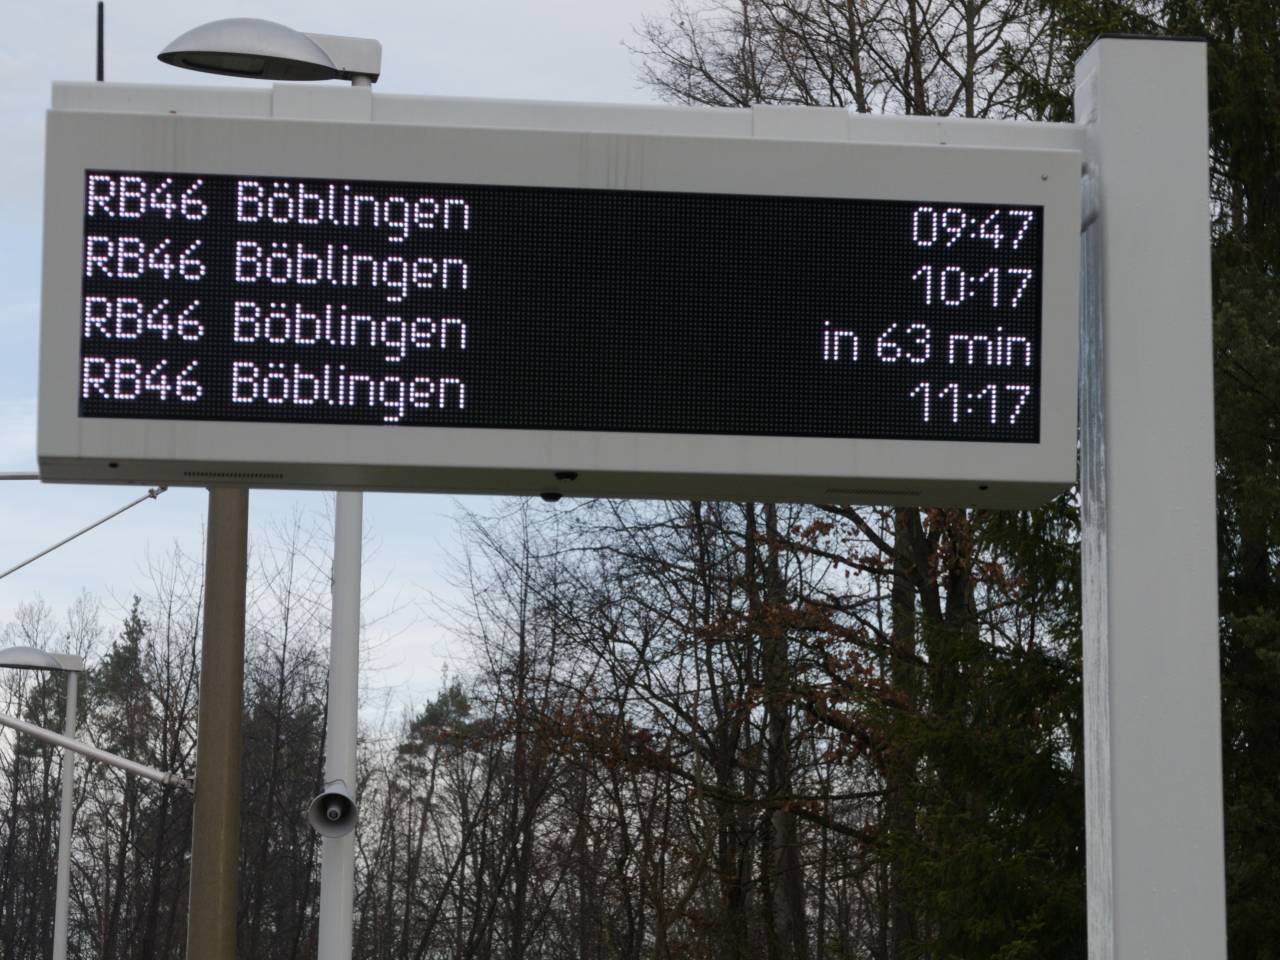 RB46 Böblingen 09:47
RB46 Böblingen 10:17
RB46 Böblingen in 63 min
RB46 Böblingen 11:17